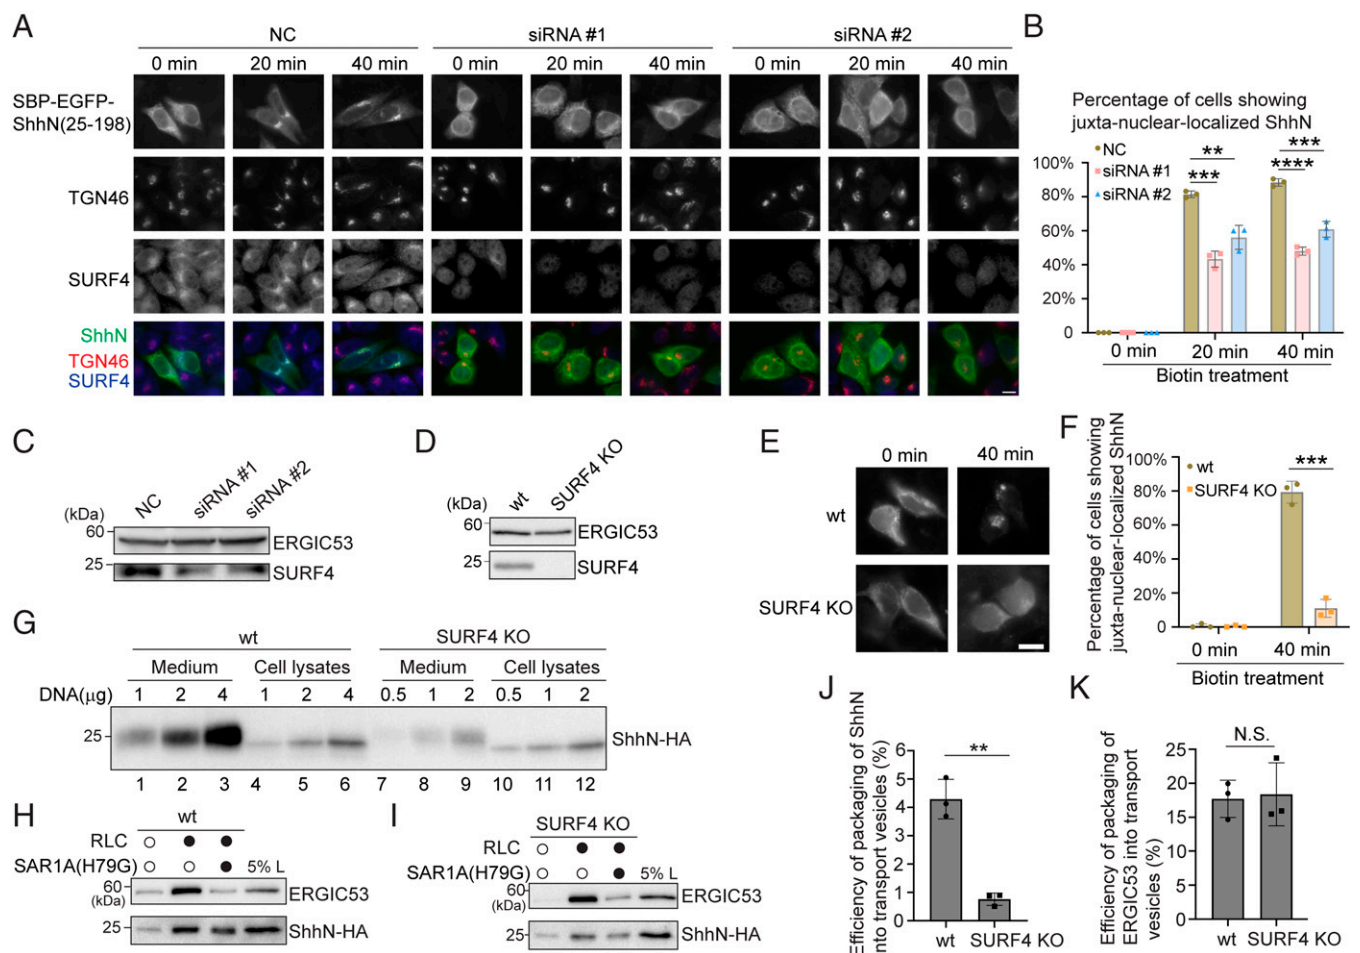 A
NC
siRNA #1
siRNA #2
0 min 20 min 40 min 0 min 20 min 40 min 0 min 20 min 40 min
SBP-EGFP-
ShhN(25-198)
TGN46
SURF4
ShhN
TGN46
SURF4
B
Percentage of cells showing
juxta-nuclear-localized ShhN
NC
siRNA #1
siRNA #2
** *** *** ****
100%
80%
60%
40%
20%
0
0 min 20 min 40 min
Biotin treatment
C
NC siRNA #1 siRNA #2
(kDa)
60 ERGIC53
25 SURF4
D
wt SURF4 KO
(kDa)
60 ERGIC53
25 SURF4
E
0 min 40 min
wt
SURF4 KO
F
Percentage of cells showing
juxta-nuclear-localized ShhN
wt
SURF4 KO
***
100%
80%
60%
40%
20%
0
0 min 40 min
Biotin treatment
G
wt SURF4 KO
Medium Cell lysates Medium Cell lysates
DNA(µg) 1 2 4 1 2 4 0.5 1 2 0.5 1 2
25 ShhN-HA
1 2 3 4 5 6 7 8 9 10 11 12
H
wt
RLC
SAR1A(H79G) 5% L
60 ERGIC53
(kDa)
25 ShhN-HA
I
SURF4 KO
RLC
SAR1A(H79G) 5% L
60 ERGIC53
(kDa)
25 ShhN-HA
J
Efficiency of packaging of ShhN
into transport vesicles (%)
**
6
5
4
3
2
1
0
wt SURF4 KO
K
Efficiency of packaging of
ERGIC53 into transport
vesicles (%)
N.S.
25
20
15
10
5
0
wt SURF4 KO